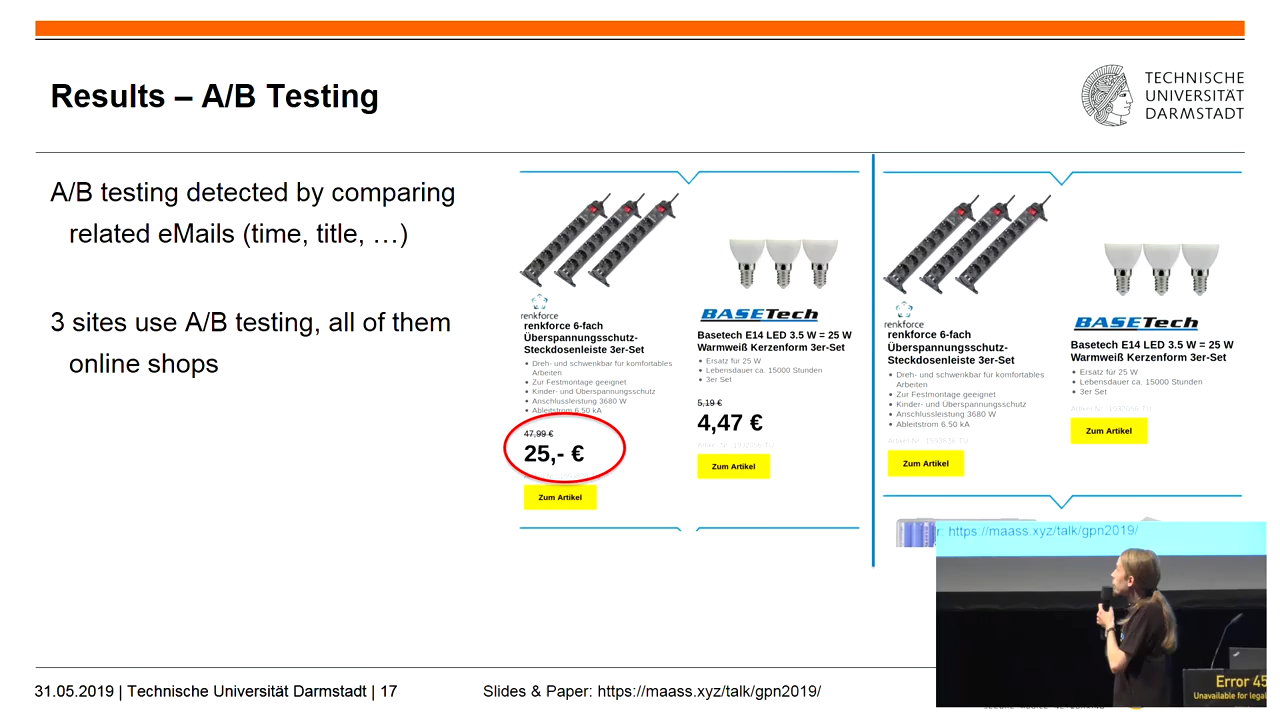 Results – A/B Testing
TECHNISCHE
UNIVERSITÄT
DARMSTADT
A/B testing detected by comparing
related eMails (time, title, …)
3 sites use A/B testing, all of them
online shops
renkforce
renkforce 6-fach
Überspannungsschutz-
Steckdosenleiste 3er-Set
Dreh- und schwenkbar für komfortables
Arbeiten
Zur Festmontage geeignet
Kinder- und Überspannungsschutz
Anschlussleistung 3680 W
Ableitstrom 6.50 kA
47,99 €
25,- €
Zum Artikel
BASETech
Basetech E14 LED 3.5 W = 25 W
Warmweiß Kerzenform 3er-Set
Ersatz für 25 W
Lebensdauer ca. 15000 Stunden
3er Set
5,19 €
4,47 €
Artikel-Nr.: 1532056-TU
Zum Artikel
renkforce
renkforce 6-fach
Überspannungsschutz-
Steckdosenleiste 3er-Set
Dreh- und schwenkbar für komfortables
Arbeiten
Zur Festmontage geeignet
Kinder- und Überspannungsschutz
Anschlussleistung 3680 W
Ableitstrom 6.50 kA
Zum Artikel
BASETech
Basetech E14 LED 3.5 W = 25 W
Warmweiß Kerzenform 3er-Set
Ersatz für 25 W
Lebensdauer ca. 15000 Stunden
3er Set
Artikel-Nr.: 1532056-TU
Zum Artikel
r: https://maass.xyz/talk/gpn2019/
Error 45
Unavailable for legal
31.05.2019 | Technische Universität Darmstadt | 17
Slides & Paper: https://maass.xyz/talk/gpn2019/